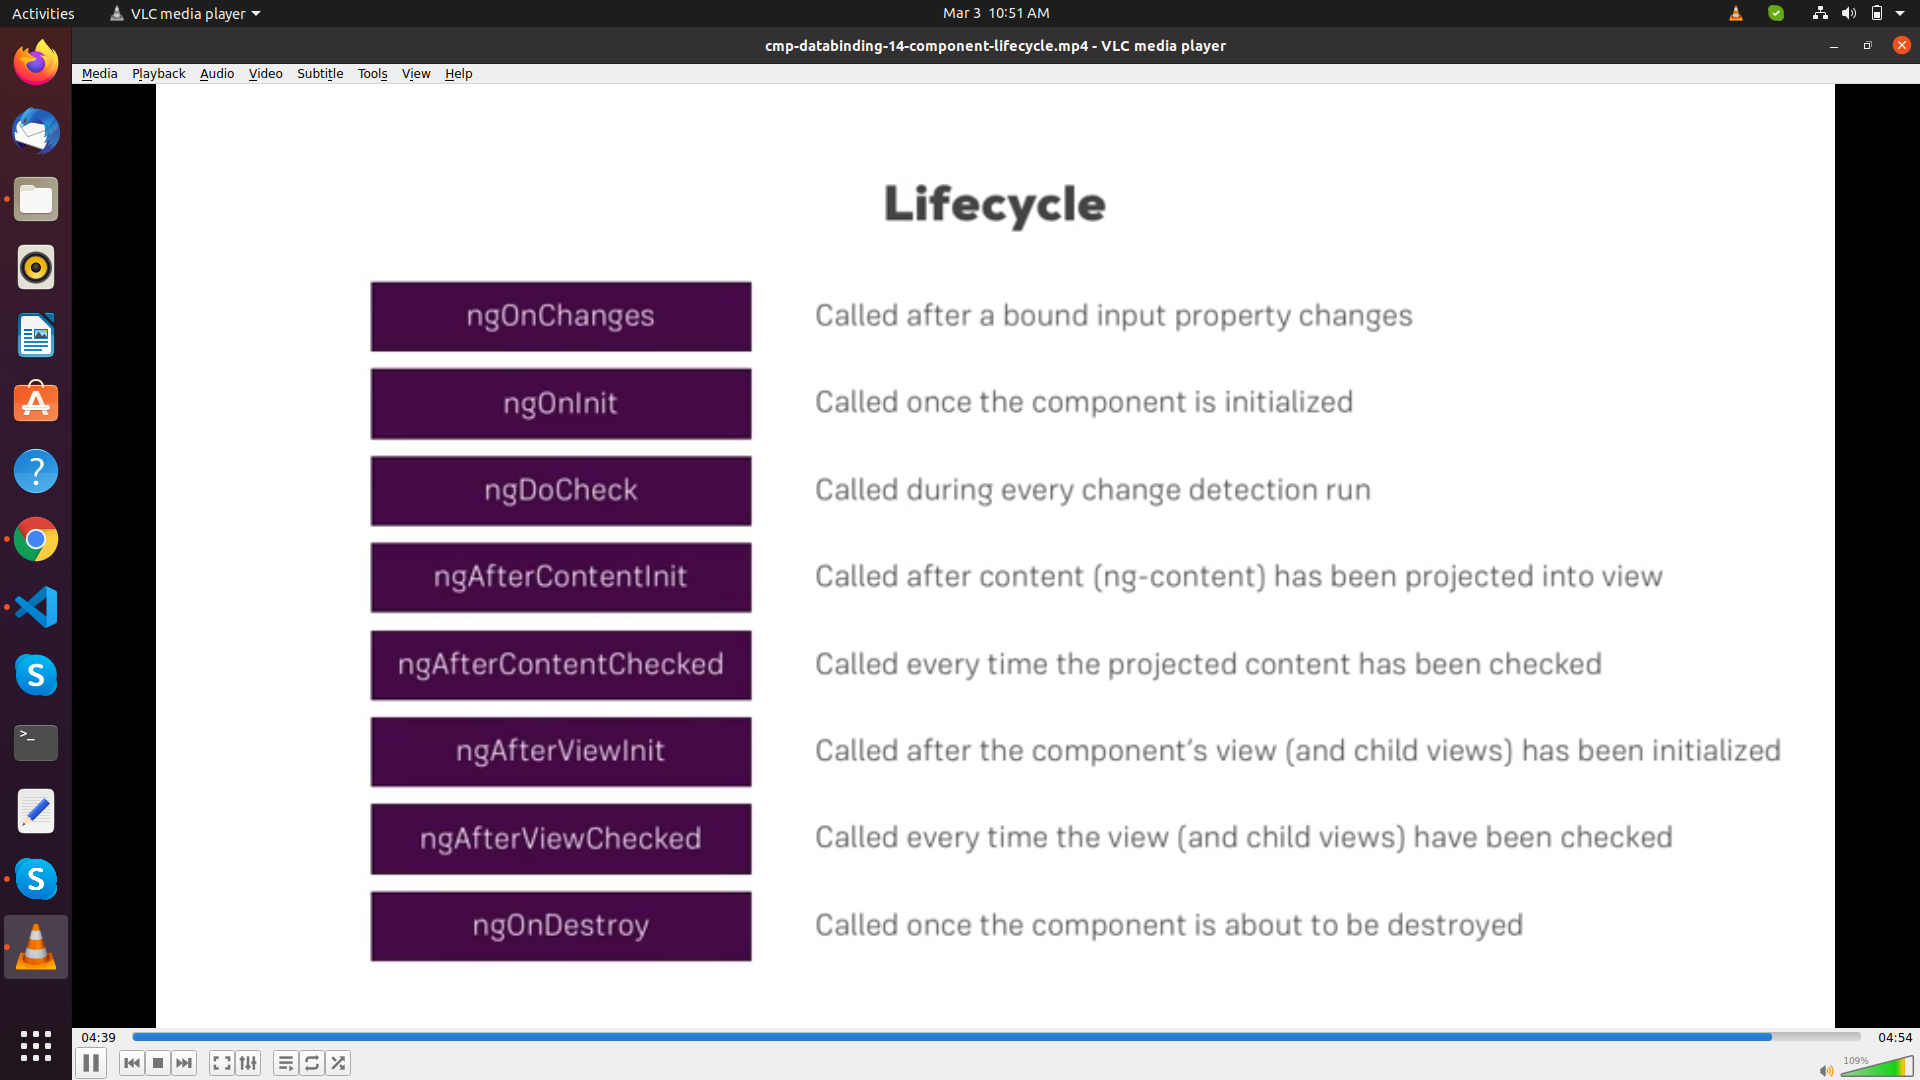 Activities
VLC media player
Mar 3 10:51 AM
cmp-databinding-14-component-lifecycle.mp4 - VLC media player
Media Playback Audio Video Subtitle Tools View Help
Lifecycle
ngOnChanges Called after a bound input property changes
ngOnInit Called once the component is initialized
ngDoCheck Called during every change detection run
ngAfterContentInit Called after content (ng-content) has been projected into view
ngAfterContentChecked Called every time the projected content has been checked
ngAfterViewInit Called after the component's view (and child views) has been initialized
ngAfterViewChecked Called every time the view (and child views) have been checked
ngOnDestroy Called once the component is about to be destroyed
04:39
04:54
109%